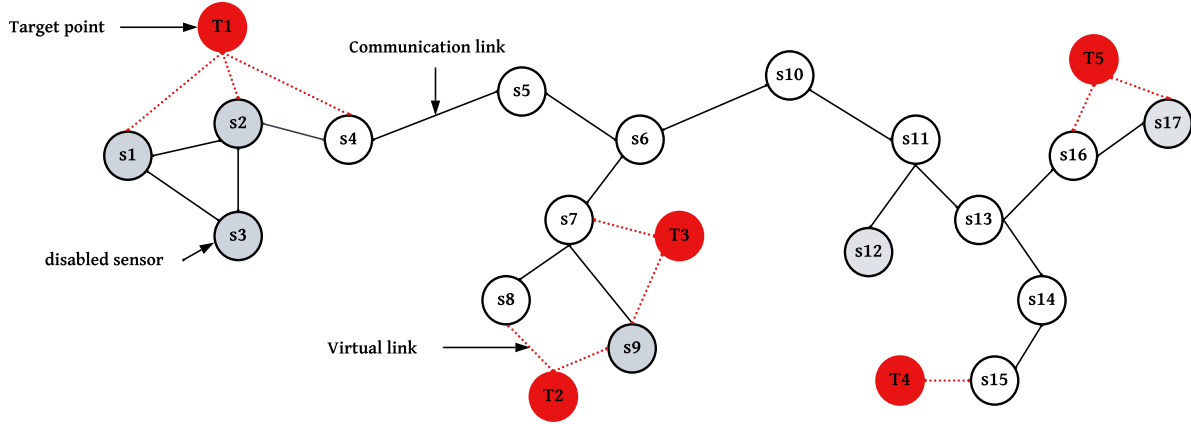 Target point
T1
Communication link
s10
T5
s5
s2
s17
s4
s6
s11
s1
s16
s7
s13
s3
T3
s12
disabled sensor
s8
s14
Virtual link
s9
T4
s15
T2